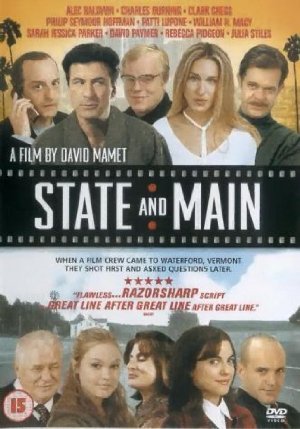 ALEC BALDWIN · CHARLES DURNING · CLARK GREGG
PHILIP SEYMOUR HOFFMAN · PATTI LUPONE · WILLIAM H. MACY
SARAH JESSICA PARKER · DAVID PAYMER · REBECCA PIDGEON · JULIA STILES
A FILM BY DAVID MAMET
STATE AND MAIN
WHEN A FILM CREW CAME TO WATERFORD, VERMONT
THEY SHOT FIRST AND ASKED QUESTIONS LATER.
★★★★★
"FLAWLESS... RAZORSHARP SCRIPT
GREAT LINE AFTER GREAT LINE AFTER GREAT LINE."
15
DVD
VIDEO